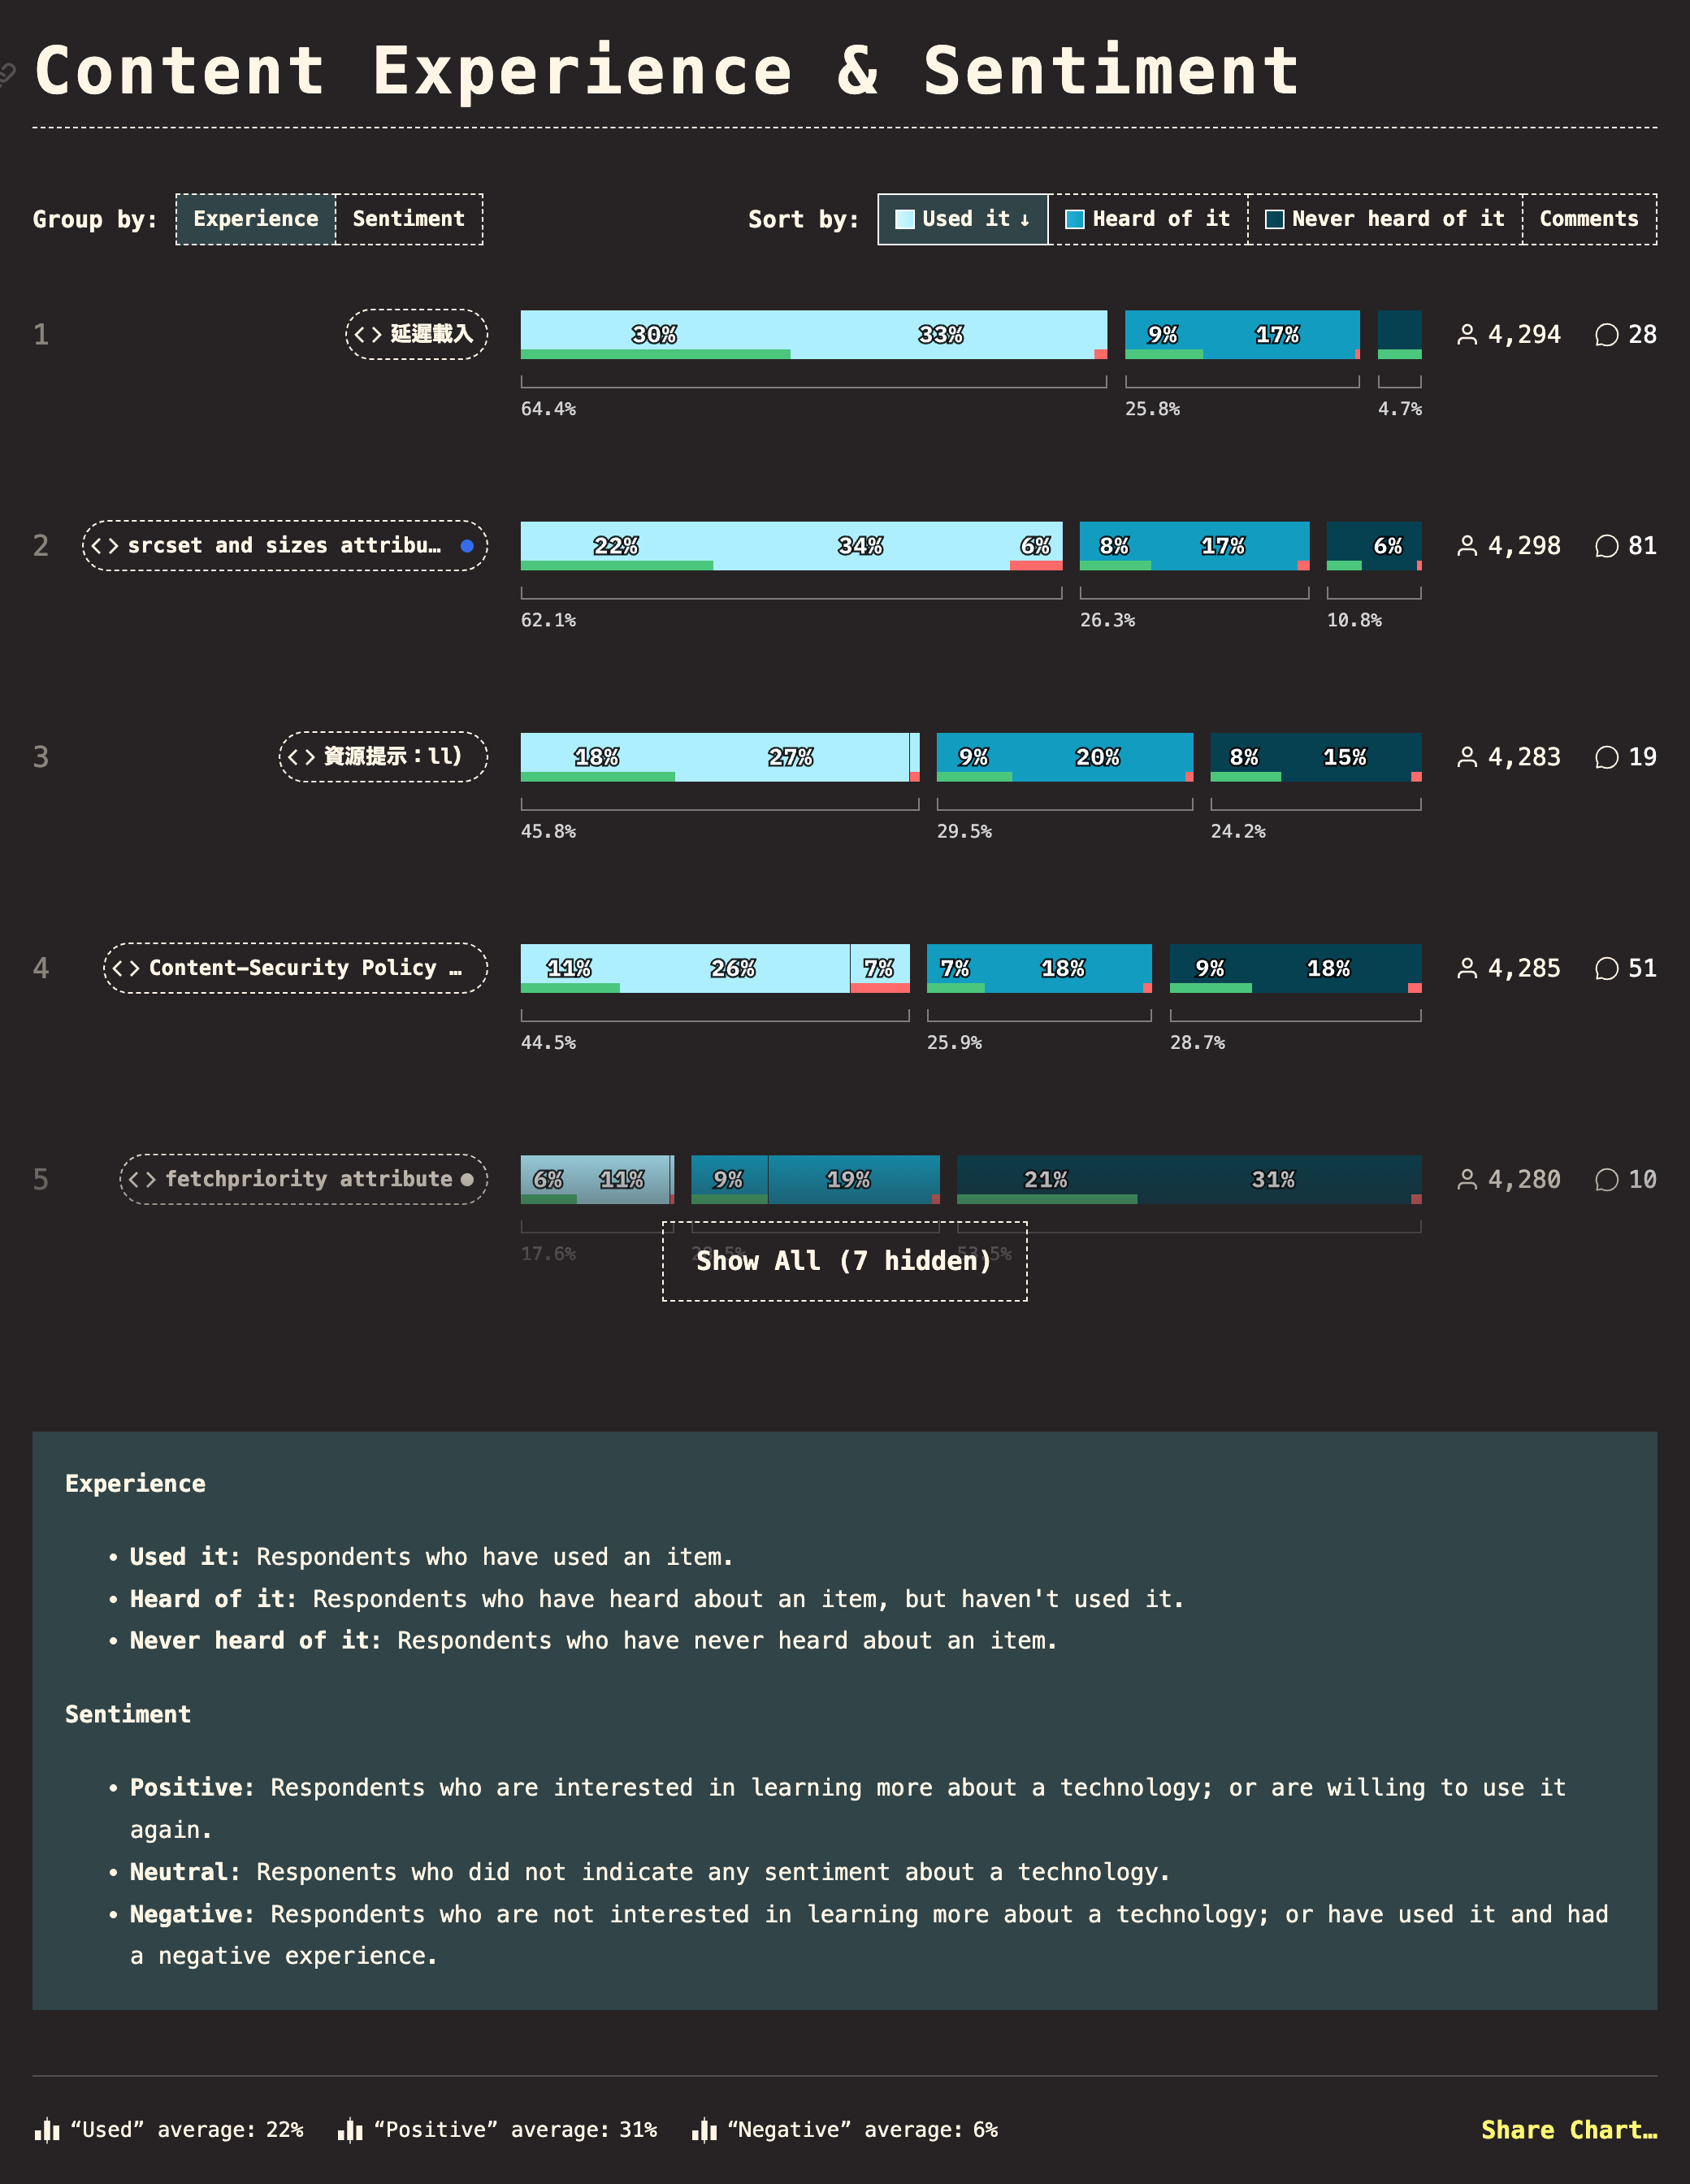 Content Experience & Sentiment
Group by: Experience Sentiment Sort by: Used it ↓ Heard of it Never heard of it Comments
1 <> 延遲載入 30% 33% 9% 17% 4,294 28
64.4% 25.8% 4.7%
2 <> srcset and sizes attribu… 22% 34% 6% 8% 17% 6% 4,298 81
62.1% 26.3% 10.8%
3 <> 資源提示：ll) 18% 27% 9% 20% 8% 15% 4,283 19
45.8% 29.5% 24.2%
4 <> Content-Security Policy … 11% 26% 7% 7% 18% 9% 18% 4,285 51
44.5% 25.9% 28.7%
5 <> fetchpriority attribute 6% 11% 9% 19% 21% 31% 4,280 10
17.6%
Show All (7 hidden)
Experience
• Used it: Respondents who have used an item.
• Heard of it: Respondents who have heard about an item, but haven't used it.
• Never heard of it: Respondents who have never heard about an item.
Sentiment
• Positive: Respondents who are interested in learning more about a technology; or are willing to use it
again.
• Neutral: Responents who did not indicate any sentiment about a technology.
• Negative: Respondents who are not interested in learning more about a technology; or have used it and had
a negative experience.
“Used” average: 22% “Positive” average: 31% “Negative” average: 6% Share Chart…